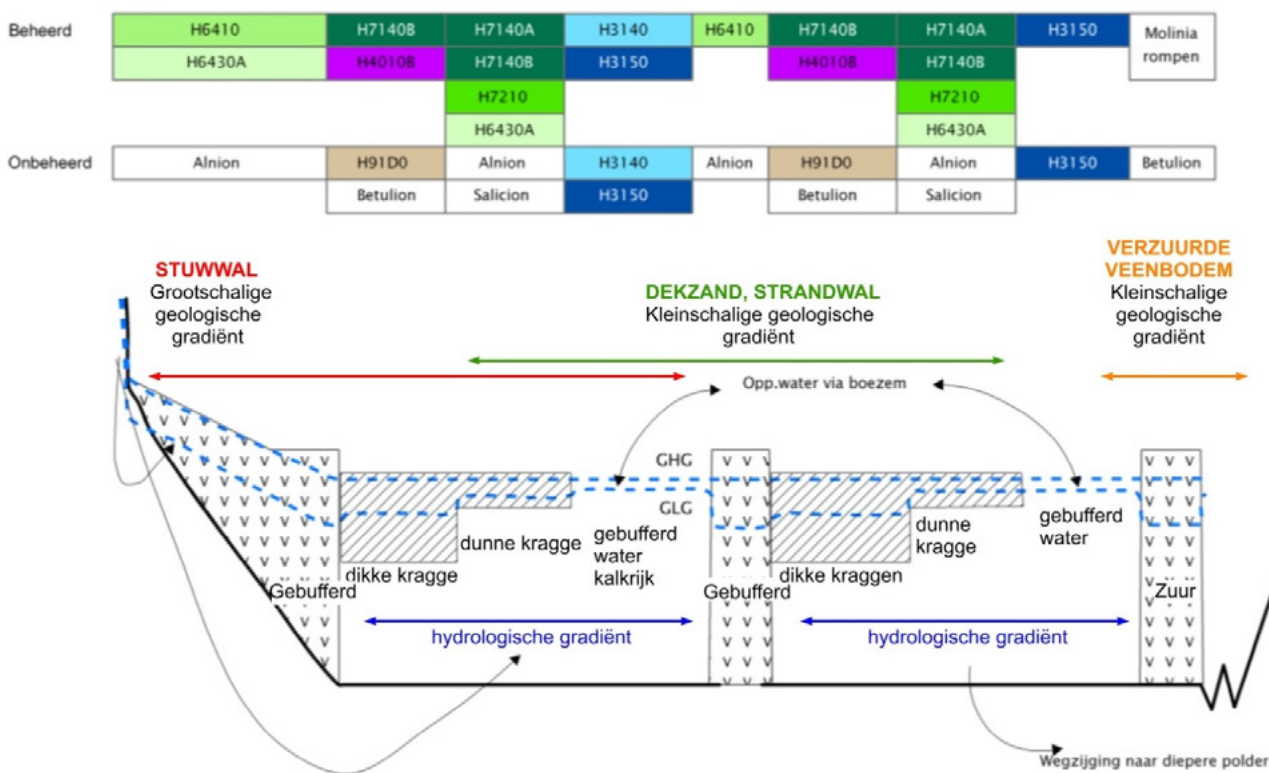 Beheerd H6410 H7140B H7140A H3140 H6410 H7140B H7140A H3150 Molinia
rompen
H6430A H4010B H7140B H3150 H4010B H7140B
H7210 H7210
H6430A H6430A
Onbeheerd Alnion H91D0 Alnion H3140 Alnion H91D0 Alnion H3150 Betulion
Betulion Salicion H3150 Betulion Salicion
STUWWAL
Grootschalige
geologische
gradiënt
DEKZAND, STRANDWAL
Kleinschalige geologische
gradiënt
VERZUURDE
VEENBODEM
Kleinschalige
geologische
gradiënt
Opp.water via boezem
GHG
GLG
dikke kragge
dunne kragge
gebufferd
water
kalkrijk
dikke kraggen
dunne
kragge
gebufferd
water
Gebufferd
Gebufferd
Zuur
hydrologische gradiënt
hydrologische gradiënt
Wegzijging naar diepere polder